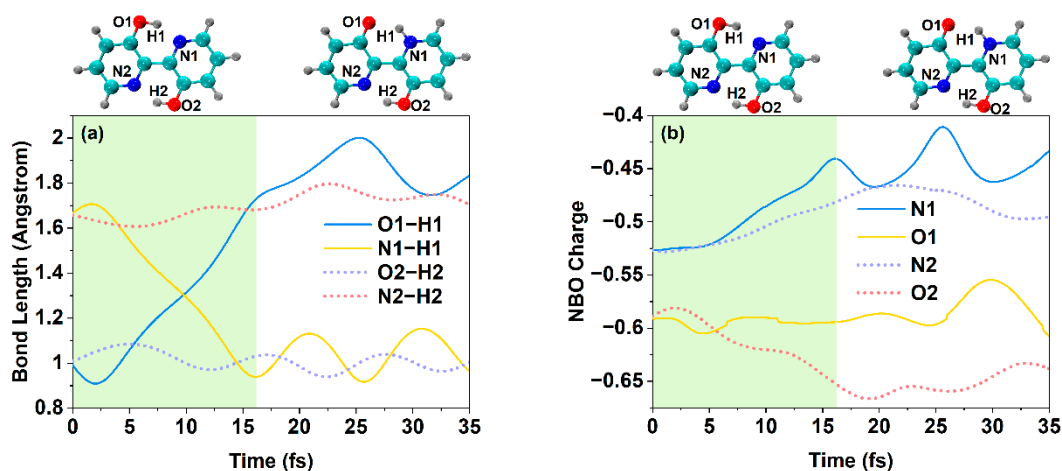 O1 H1 N1 N2 H2 O2
O1 H1 N1 N2 H2 O2
(a)
Bond Length (Angstrom)
2
1.8
1.6
1.4
1.2
1
0.8
O1−H1
N1−H1
O2−H2
N2−H2
0 5 10 15 20 25 30 35
Time (fs)
O1 H1 N1 N2 H2 O2
O1 H1 N1 N2 H2 O2
(b)
NBO Charge
−0.4
−0.45
−0.5
−0.55
−0.6
−0.65
N1
O1
N2
O2
0 5 10 15 20 25 30 35
Time (fs)